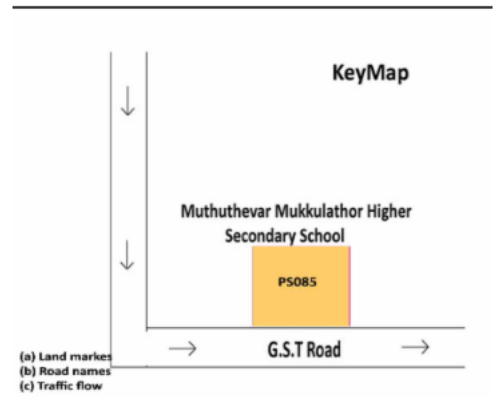 KeyMap
Muthuthevar Mukkulathor Higher
Secondary School
PS085
G.S.T Road
(a) Land markes
(b) Road names
(c) Traffic flow